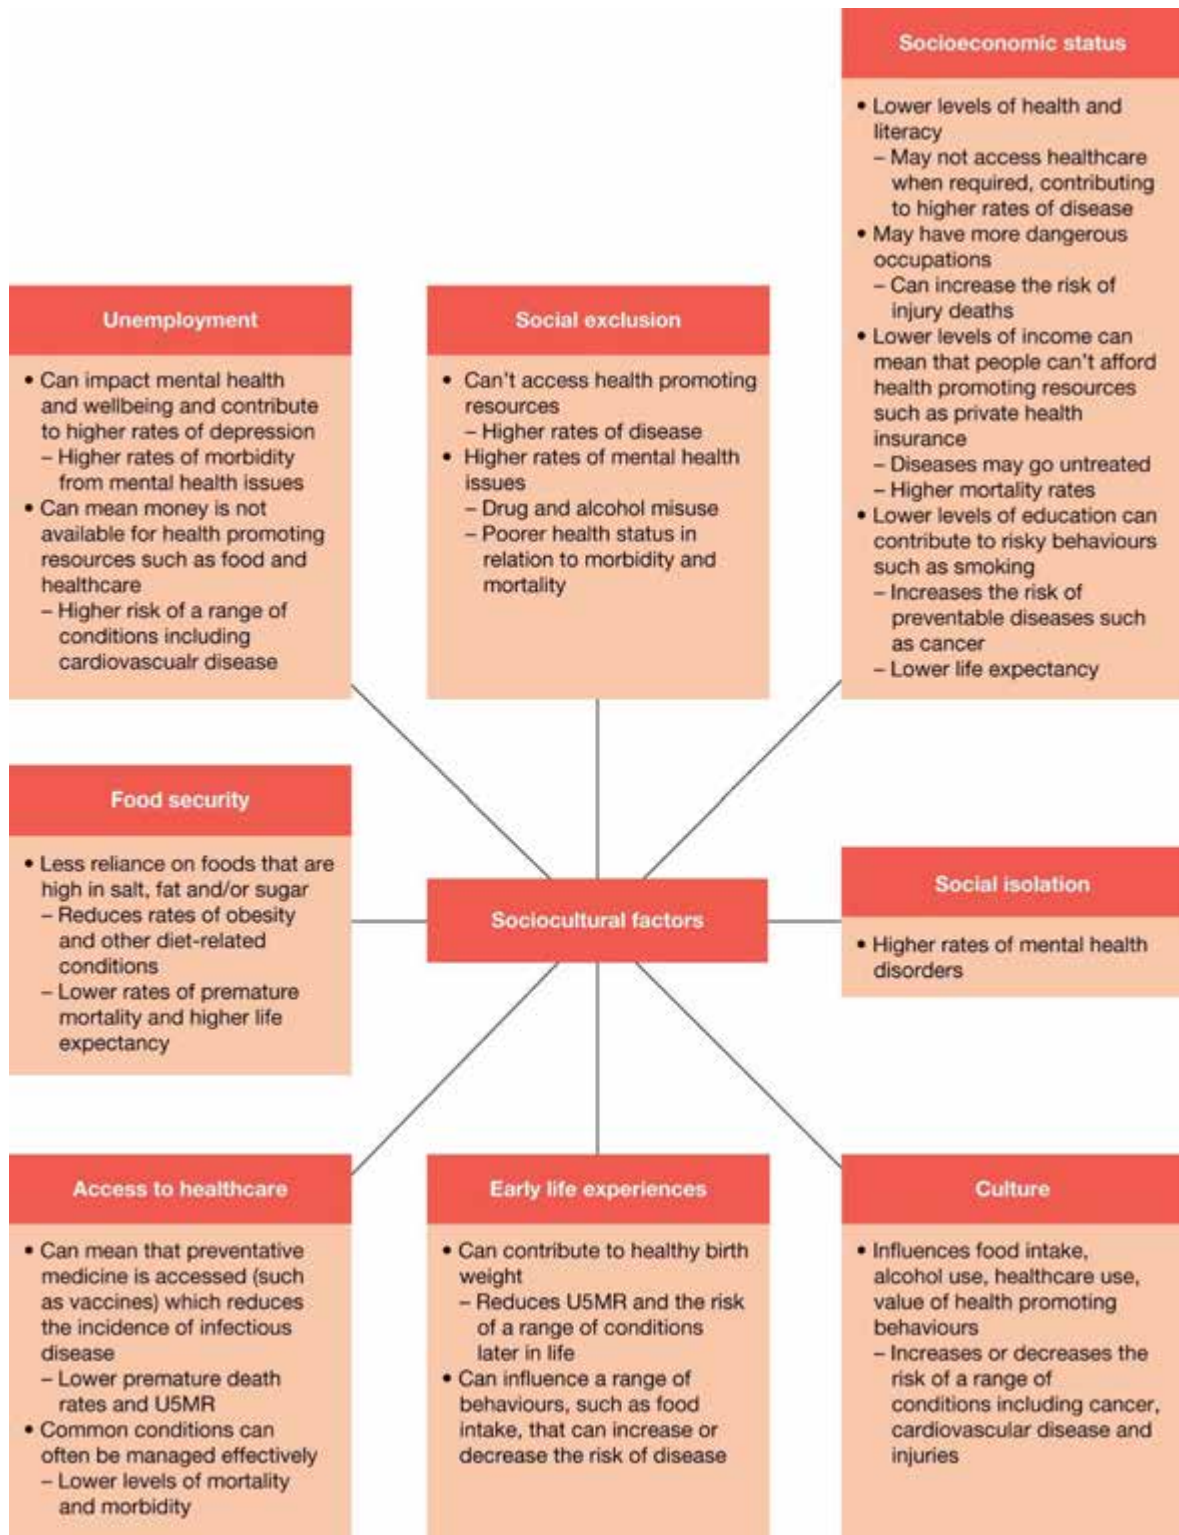 Socioeconomic status
• Lower levels of health and
literacy
– May not access healthcare
when required, contributing
to higher rates of disease
• May have more dangerous
occupations
– Can increase the risk of
injury deaths
• Lower levels of income can
mean that people can't afford
health promoting resources
such as private health
insurance
– Diseases may go untreated
– Higher mortality rates
• Lower levels of education can
contribute to risky behaviours
such as smoking
– Increases the risk of
preventable diseases such
as cancer
– Lower life expectancy
Unemployment
• Can impact mental health
and wellbeing and contribute
to higher rates of depression
– Higher rates of morbidity
from mental health issues
• Can mean money is not
available for health promoting
resources such as food and
healthcare
– Higher risk of a range of
conditions including
cardiovascualr disease
Social exclusion
• Can't access health promoting
resources
– Higher rates of disease
• Higher rates of mental health
issues
– Drug and alcohol misuse
– Poorer health status in
relation to morbidity and
mortality
Food security
• Less reliance on foods that are
high in salt, fat and/or sugar
– Reduces rates of obesity
and other diet-related
conditions
– Lower rates of premature
mortality and higher life
expectancy
Sociocultural factors
Social isolation
• Higher rates of mental health
disorders
Access to healthcare
• Can mean that preventative
medicine is accessed (such
as vaccines) which reduces
the incidence of infectious
disease
– Lower premature death
rates and U5MR
• Common conditions can
often be managed effectively
– Lower levels of mortality
and morbidity
Early life experiences
• Can contribute to healthy birth
weight
– Reduces U5MR and the risk
of a range of conditions
later in life
• Can influence a range of
behaviours, such as food
intake, that can increase or
decrease the risk of disease
Culture
• Influences food intake,
alcohol use, healthcare use,
value of health promoting
behaviours
– Increases or decreases the
risk of a range of
conditions including cancer,
cardiovascular disease and
injuries